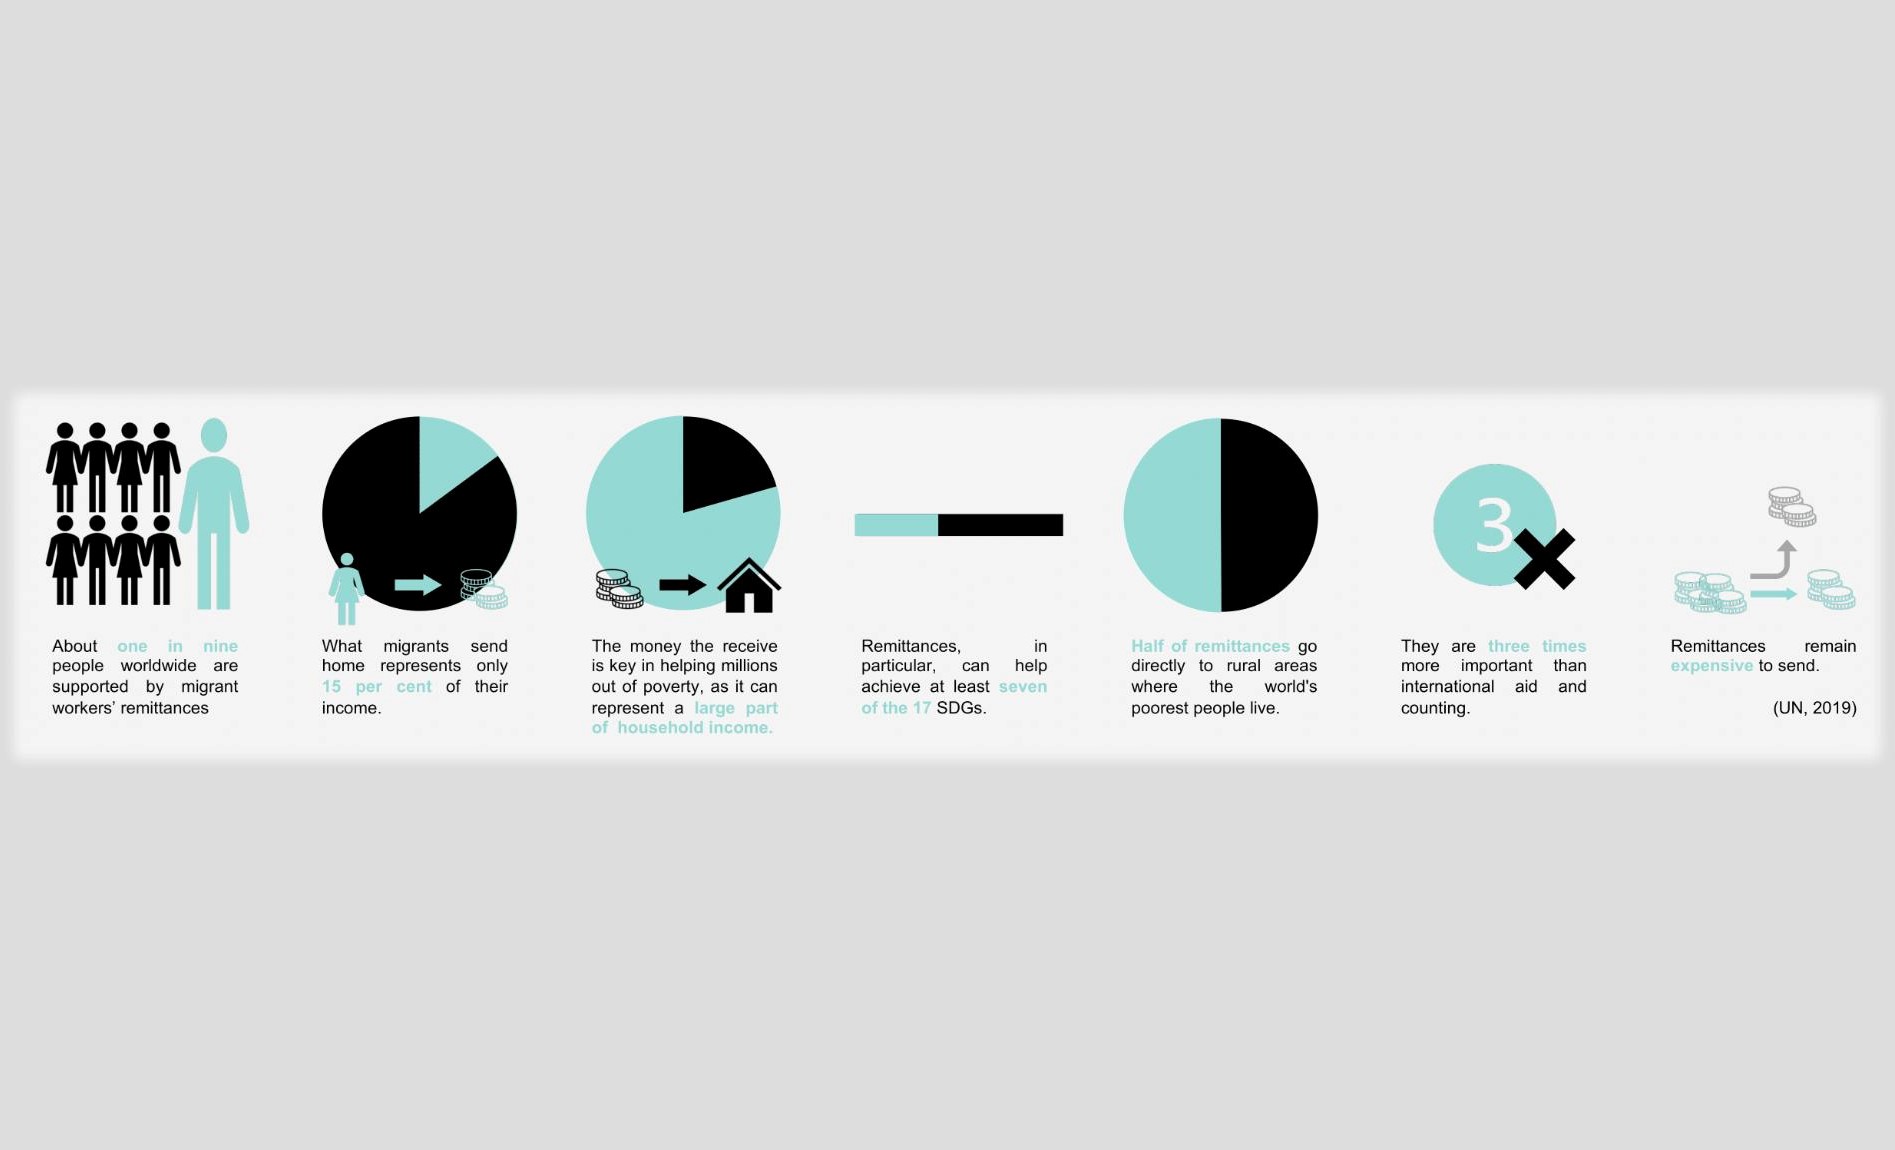 About one in nine
people worldwide are
supported by migrant
workers’ remittances
What migrants send
home represents only
15 per cent of their
income.
The money the receive
is key in helping millions
out of poverty, as it can
represent a large part
of household income.
Remittances, in
particular, can help
achieve at least seven
of the 17 SDGs.
Half of remittances go
directly to rural areas
where the world's
poorest people live.
3
They are three times
more important than
international aid and
counting.
Remittances remain
expensive to send.
(UN, 2019)